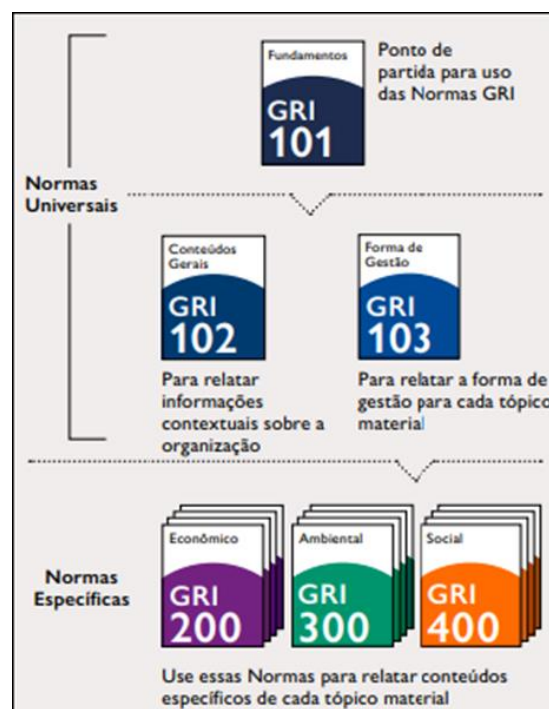 Fundamentos
GRI
101
Ponto de
partida para uso
das Normas GRI
Normas
Universais
Conteúdos
Gerais
GRI
102
Forma de
Gestão
GRI
103
Para relatar
informações
contextuais sobre a
organização
Para relatar a forma de
gestão para cada tópico
material
Normas
Específicas
Econômico
GRI
200
Ambiental
GRI
300
Social
GRI
400
Use essas Normas para relatar conteúdos
específicos de cada tópico material